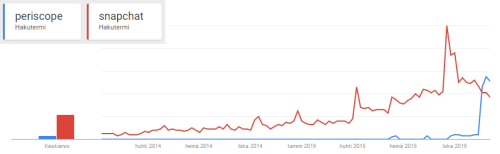 periscope
Hakutermi
snapchat
Hakutermi
Keskiarvo
huhti 2014
heinä 2014
loka 2014
tammi 2015
huhti 2015
heinä 2015
loka 2015